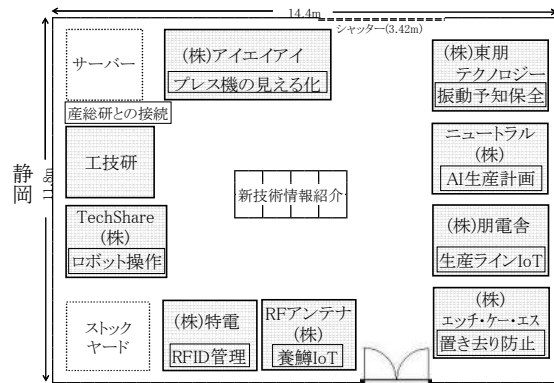 14.4m
シャッター(3.42m)
静岡
11.8m
サーバー
産総研との接続
(株)アイエイアイ
プレス機の見える化
(株)東朋
テクノロジー
振動予知保全
工技研
ニュートラル
(株)
AI生産計画
新技術情報紹介
TechShare
(株)
ロボット操作
(株)朋電舎
生産ラインIoT
ストック
ヤード
(株)特電
RFID管理
RFアンテナ
(株)
養鱒IoT
(株)
エッチ・ケー・エス
置き去り防止